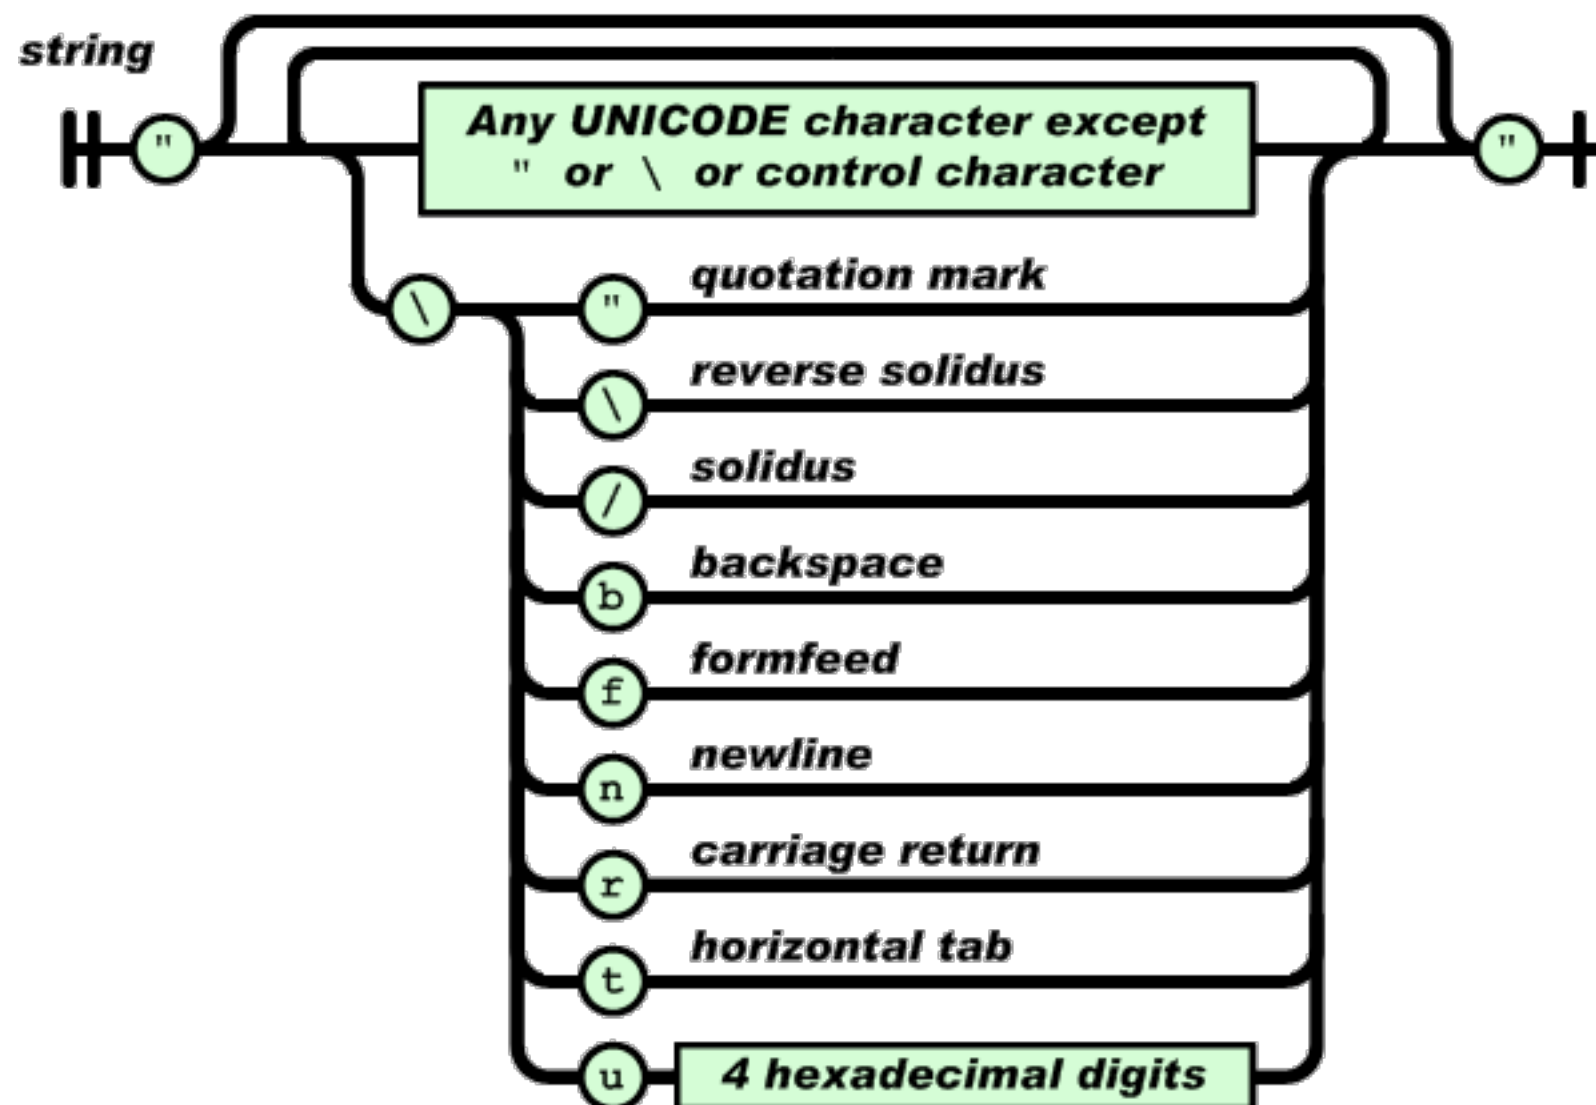 string
"
Any UNICODE character except
" or \ or control character
"
\
" quotation mark
\ reverse solidus
/ solidus
b backspace
f formfeed
n newline
r carriage return
t horizontal tab
u 4 hexadecimal digits